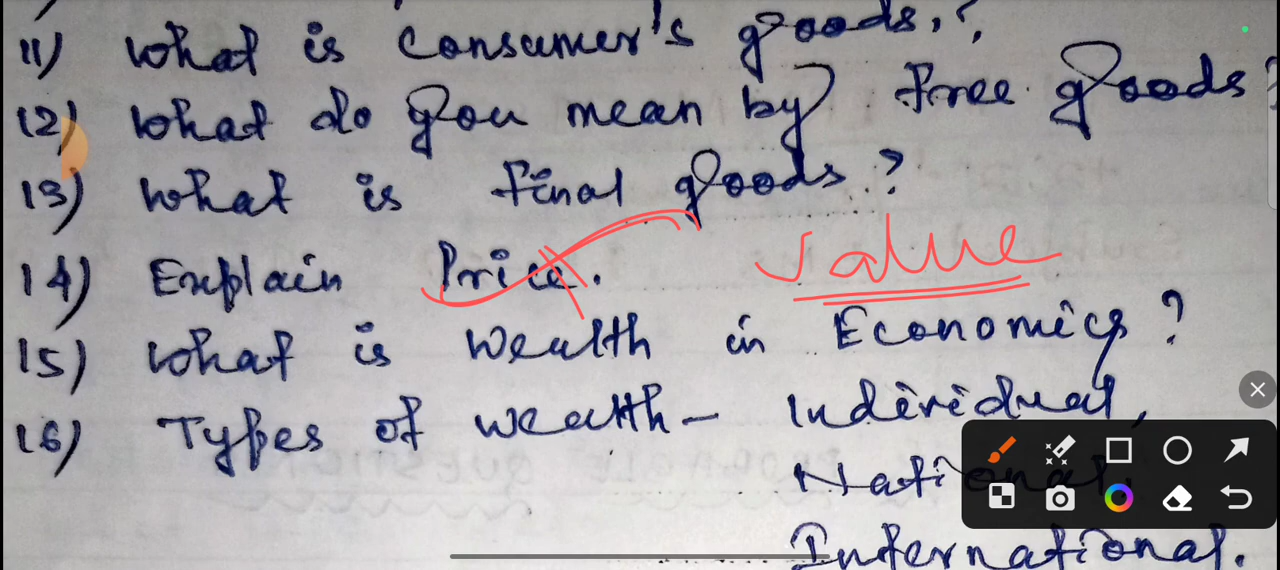 11) What is Consumer's goods,?
12) What do you mean by free goods?
13) What is final goods?
14) Explain Price. Value
15) What is Wealth in Economics?
16) Types of wealth - Individual,
National,
International.